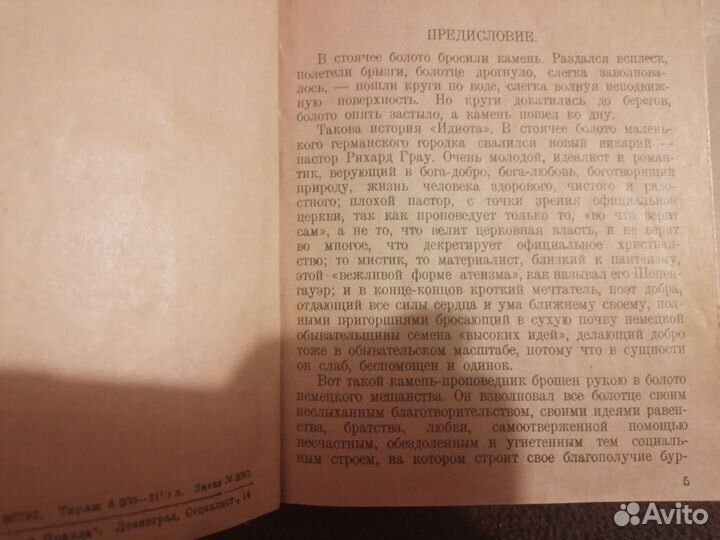 ПРЕДИСЛОВИЕ.
В стоячее болото бросили камень. Раздался всплеск,
полетели брызги, болотце дрогнуло, слегка заволнова-
лось, — пошли круги по воде, слегка волнуя неподвиж-
ную поверхность. Но круги докатились до берегов,
болото опять застыло, а камень пошел ко дну.
Такова история «Идиота». В стоячее болото малень-
кого германского городка свалился новый викарий —
пастор Рихард Грау. Очень молодой, идеалист и роман-
тик, верующий в бога-добро, бога-любовь, боготворящий
природу, жизнь человека здорового, чистого и радо-
стного; плохой пастор, с точки зрения официальной
церкви, так как проповедует только то, «во что верит
сам», а не то, что велит церковная власть, и не верит
во многое, что декретирует официальное христиан-
ство; то мистик, то материалист, близкий к пантеизму,
этой «вежливой форме атеизма», как называл его Шопен-
гауэр; и в конце-концов кроткий мечтатель, поэт добра,
отдающий все силы сердца и ума ближнему своему, пол-
ными пригоршнями бросающий в сухую почву немецкой
обывательщины семена «высоких идей», делающий добро
тоже в обывательском масштабе, потому что в сущности
он слаб, беспомощен и одинок.
Вот такой камень-проповедник брошен рукою в болото
немецкого мещанства. Он взволновал все болотце своим
неслыханным благотворительством, своими идеями равен-
ства, братства, любви, самоотверженной помощью
несчастным, обездоленным и угнетенным тем социаль-
ным строем, на котором строит свое благополучие бур-
5
Тираж 6.200—21 л. Заказ № 2087.
Правда". Ленинград, Социалист., 14
Avito